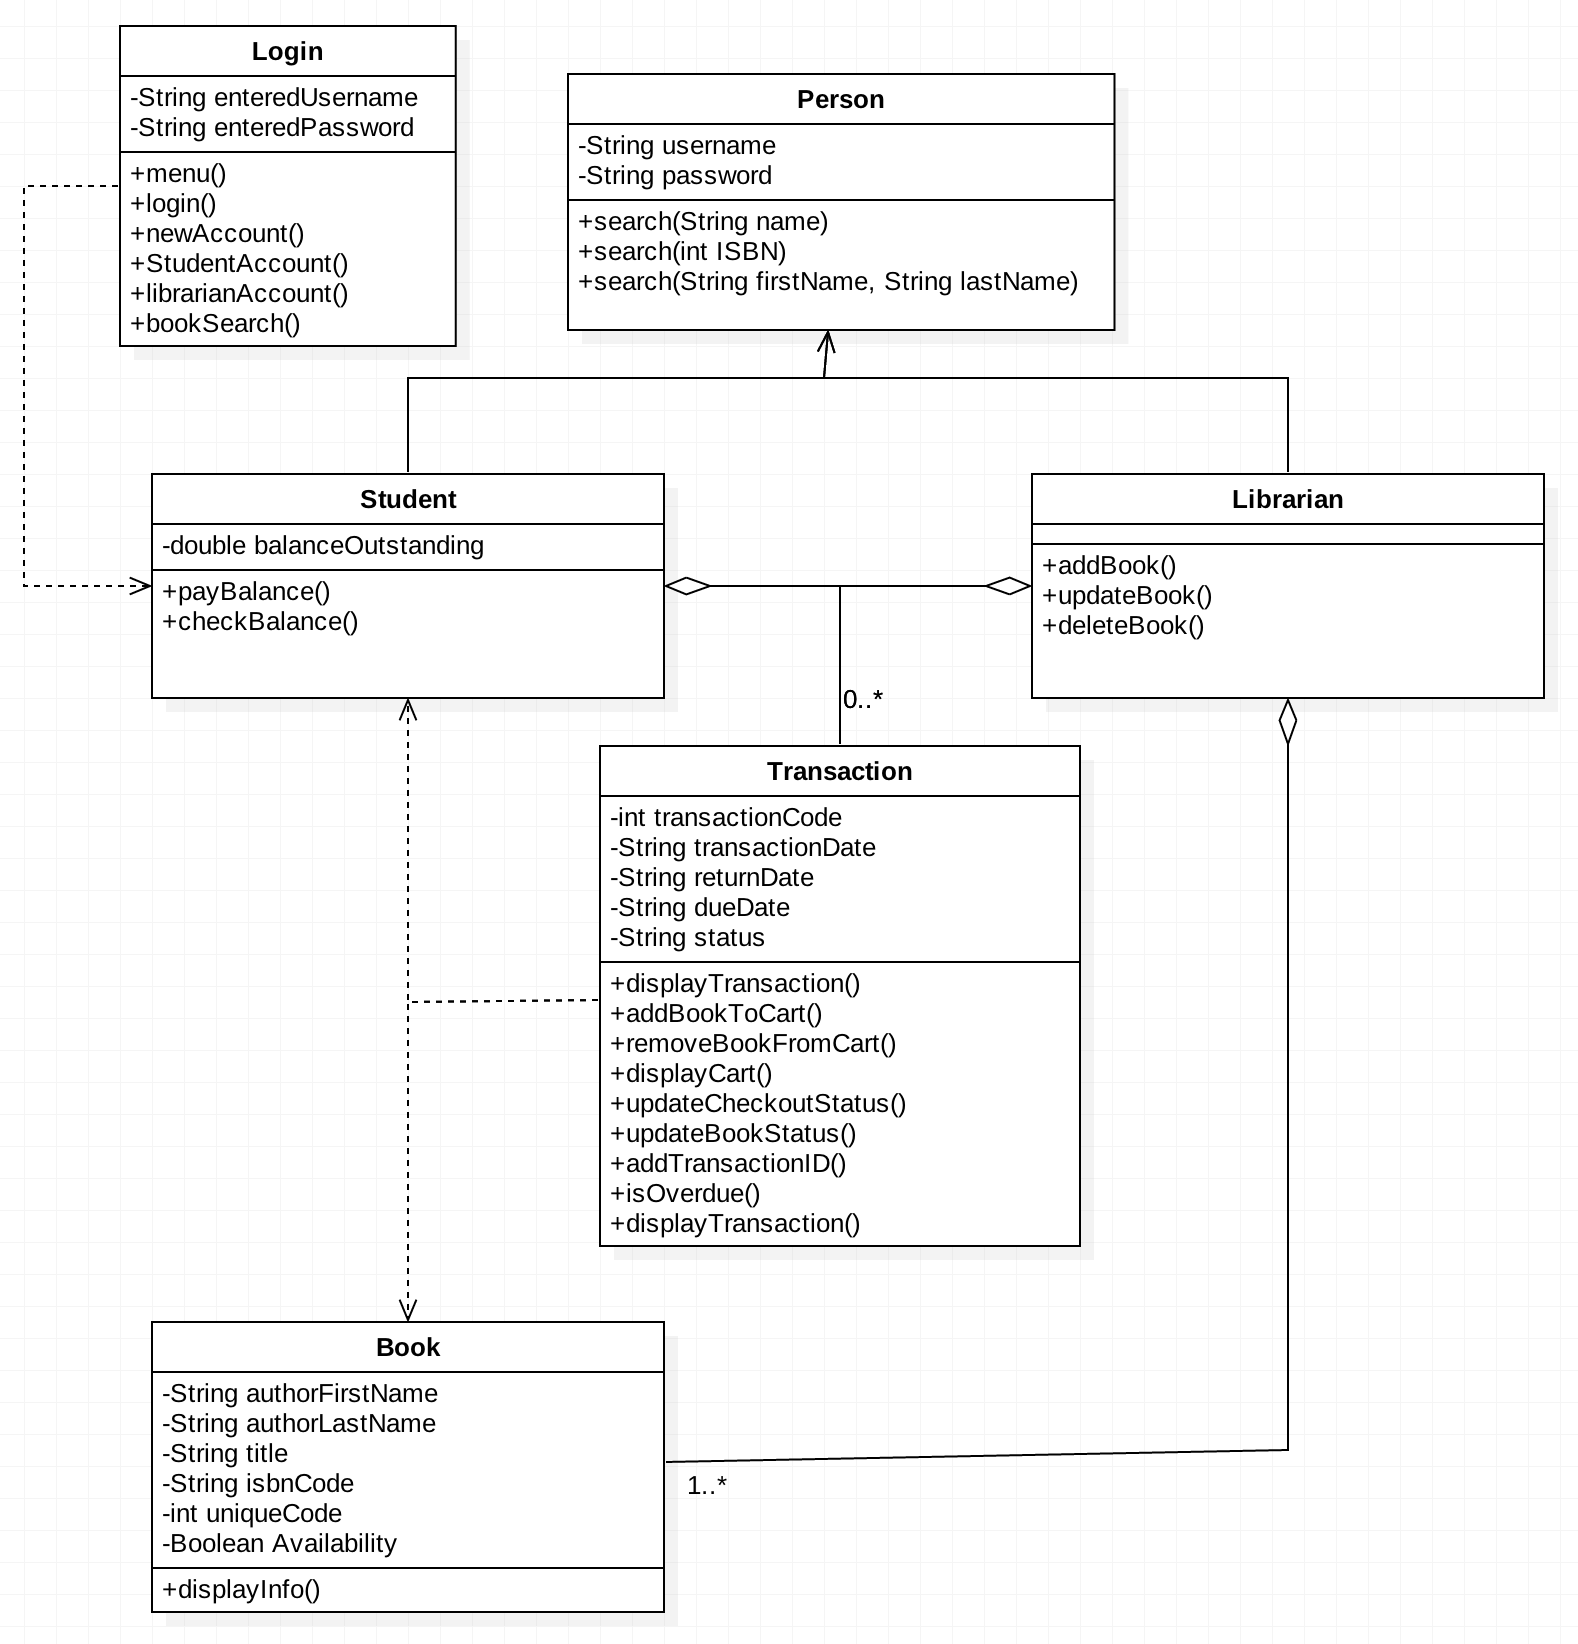 Login
-String enteredUsername
-String enteredPassword
+menu()
+login()
+newAccount()
+StudentAccount()
+librarianAccount()
+bookSearch()
Person
-String username
-String password
+search(String name)
+search(int ISBN)
+search(String firstName, String lastName)
Student
-double balanceOutstanding
+payBalance()
+checkBalance()
Librarian
+addBook()
+updateBook()
+deleteBook()
0..*
Transaction
-int transactionCode
-String transactionDate
-String returnDate
-String dueDate
-String status
+displayTransaction()
+addBookToCart()
+removeBookFromCart()
+displayCart()
+updateCheckoutStatus()
+updateBookStatus()
+addTransactionID()
+isOverdue()
+displayTransaction()
Book
-String authorFirstName
-String authorLastName
-String title
-String isbnCode
-int uniqueCode
-Boolean Availability
+displayInfo()
1..*